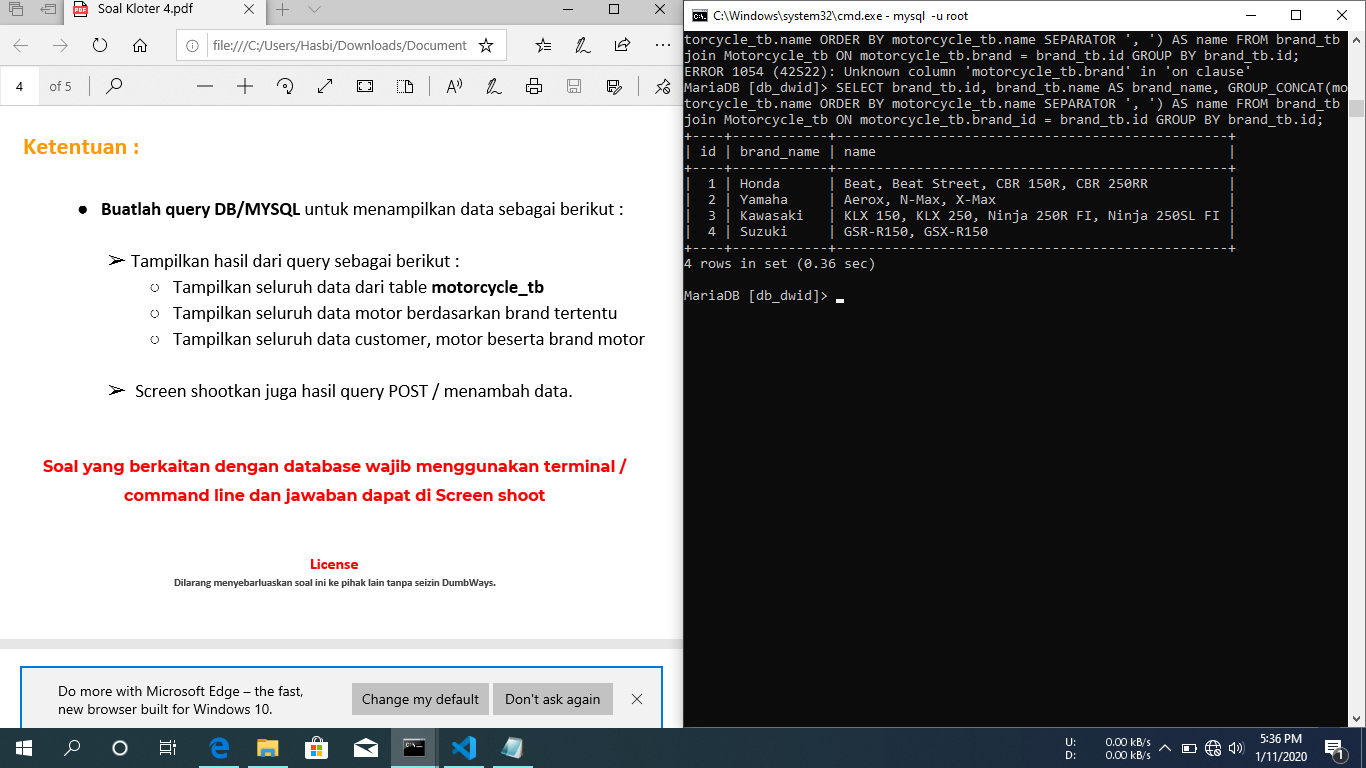 Soal Kloter 4.pdf
file:///C:/Users/Hasbi/Downloads/Document
4 of 5
Ketentuan :
● Buatlah query DB/MYSQL untuk menampilkan data sebagai berikut :
➢ Tampilkan hasil dari query sebagai berikut :
○ Tampilkan seluruh data dari table motorcycle_tb
○ Tampilkan seluruh data motor berdasarkan brand tertentu
○ Tampilkan seluruh data customer, motor beserta brand motor
➢ Screen shootkan juga hasil query POST / menambah data.
Soal yang berkaitan dengan database wajib menggunakan terminal /
command line dan jawaban dapat di Screen shoot
License
Dilarang menyebarluaskan soal ini ke pihak lain tanpa seizin DumbWays.
Do more with Microsoft Edge – the fast,
new browser built for Windows 10.
Change my default
Don't ask again
C:\Windows\system32\cmd.exe - mysql -u root
torcycle_tb.name ORDER BY motorcycle_tb.name SEPARATOR ', ') AS name FROM brand_tb
join Motorcycle_tb ON motorcycle_tb.brand = brand_tb.id GROUP BY brand_tb.id;
ERROR 1054 (42S22): Unknown column 'motorcycle_tb.brand' in 'on clause'
MariaDB [db_dwid]> SELECT brand_tb.id, brand_tb.name AS brand_name, GROUP_CONCAT(mo
torcycle_tb.name ORDER BY motorcycle_tb.name SEPARATOR ', ') AS name FROM brand_tb
join Motorcycle_tb ON motorcycle_tb.brand_id = brand_tb.id GROUP BY brand_tb.id;
+----+------------+-------------------------------------------------+
| id | brand_name | name                                            |
+----+------------+-------------------------------------------------+
|  1 | Honda      | Beat, Beat Street, CBR 150R, CBR 250RR          |
|  2 | Yamaha     | Aerox, N-Max, X-Max                             |
|  3 | Kawasaki   | KLX 150, KLX 250, Ninja 250R FI, Ninja 250SL FI |
|  4 | Suzuki     | GSR-R150, GSX-R150                              |
+----+------------+-------------------------------------------------+
4 rows in set (0.36 sec)
MariaDB [db_dwid]>
U: 0.00 kB/s
D: 0.00 kB/s
5:36 PM
1/11/2020
1